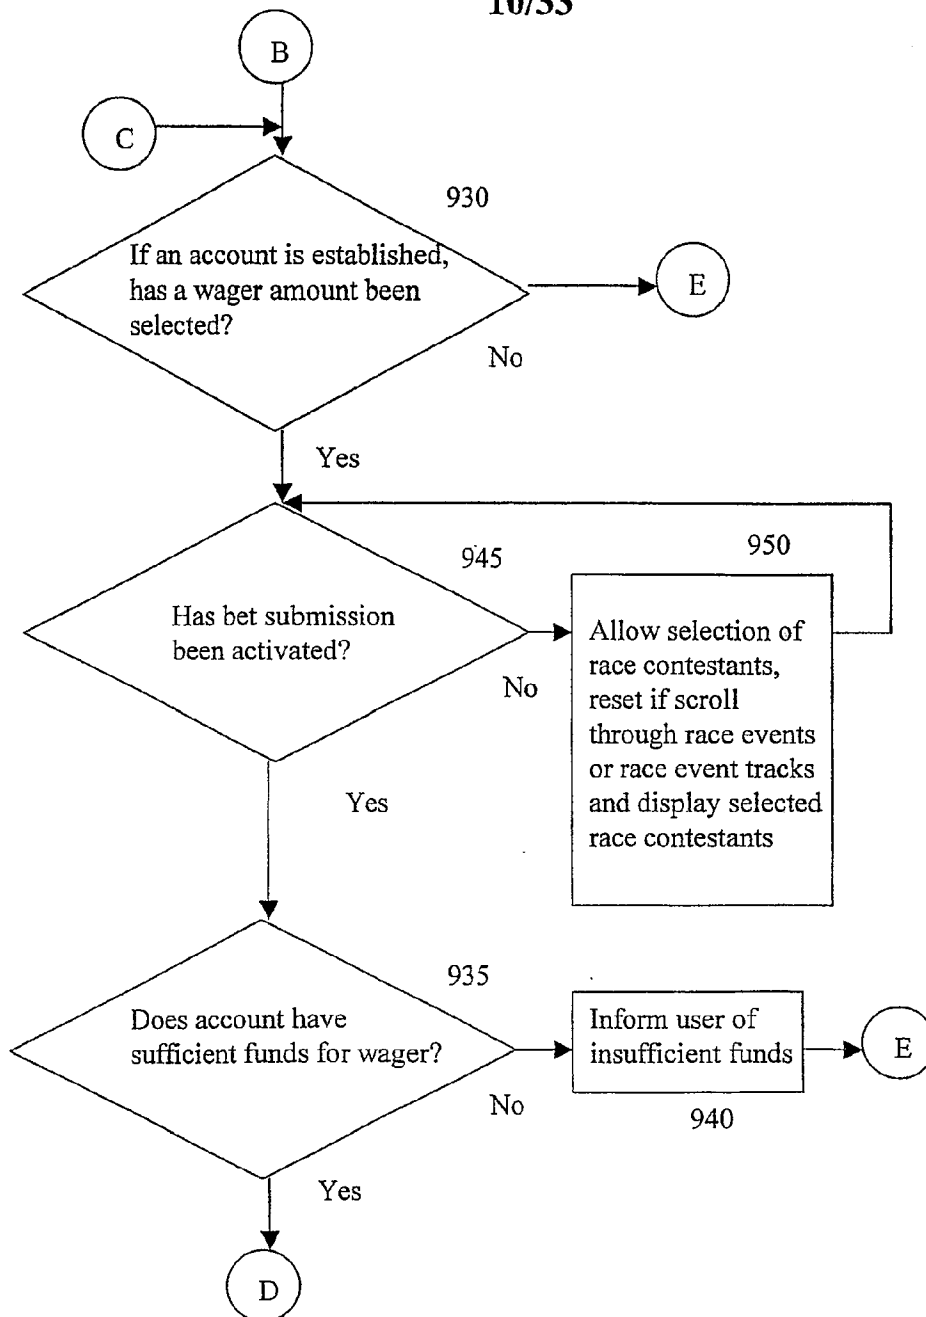 10/33
B
C
930
If an account is established,
has a wager amount been
selected?
E
No
Yes
945
950
Has bet submission
been activated?
No
Allow selection of
race contestants,
reset if scroll
through race events
or race event tracks
and display selected
race contestants
Yes
935
Does account have
sufficient funds for wager?
Inform user of
insufficient funds
E
No
940
Yes
D